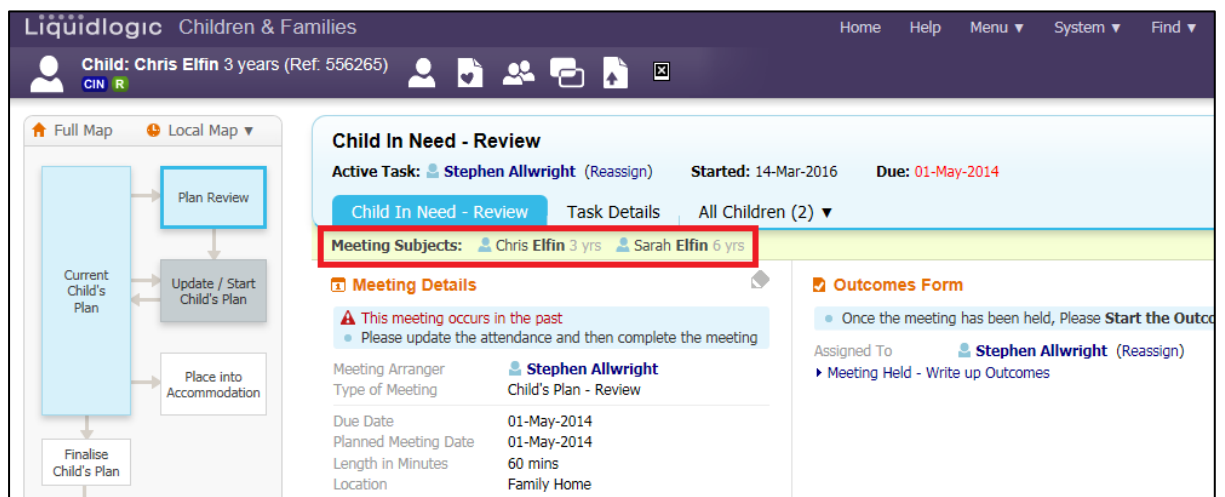 Liquidlogic Children & Families Home Help Menu ▼ System ▼ Find ▼
Child: Chris Elfin 3 years (Ref: 556265)
CIN R
Full Map Local Map ▼
Plan Review
Current
Child's
Plan
Update / Start
Child's Plan
Place into
Accommodation
Finalise
Child's Plan
Child In Need - Review
Active Task: Stephen Allwright (Reassign) Started: 14-Mar-2016 Due: 01-May-2014
Child In Need - Review Task Details All Children (2) ▼
Meeting Subjects: Chris Elfin 3 yrs Sarah Elfin 6 yrs
Meeting Details
This meeting occurs in the past
Please update the attendance and then complete the meeting
Meeting Arranger Stephen Allwright
Type of Meeting Child's Plan - Review
Due Date 01-May-2014
Planned Meeting Date 01-May-2014
Length in Minutes 60 mins
Location Family Home
Outcomes Form
Once the meeting has been held, Please Start the Outco
Assigned To Stephen Allwright (Reassign)
Meeting Held - Write up Outcomes